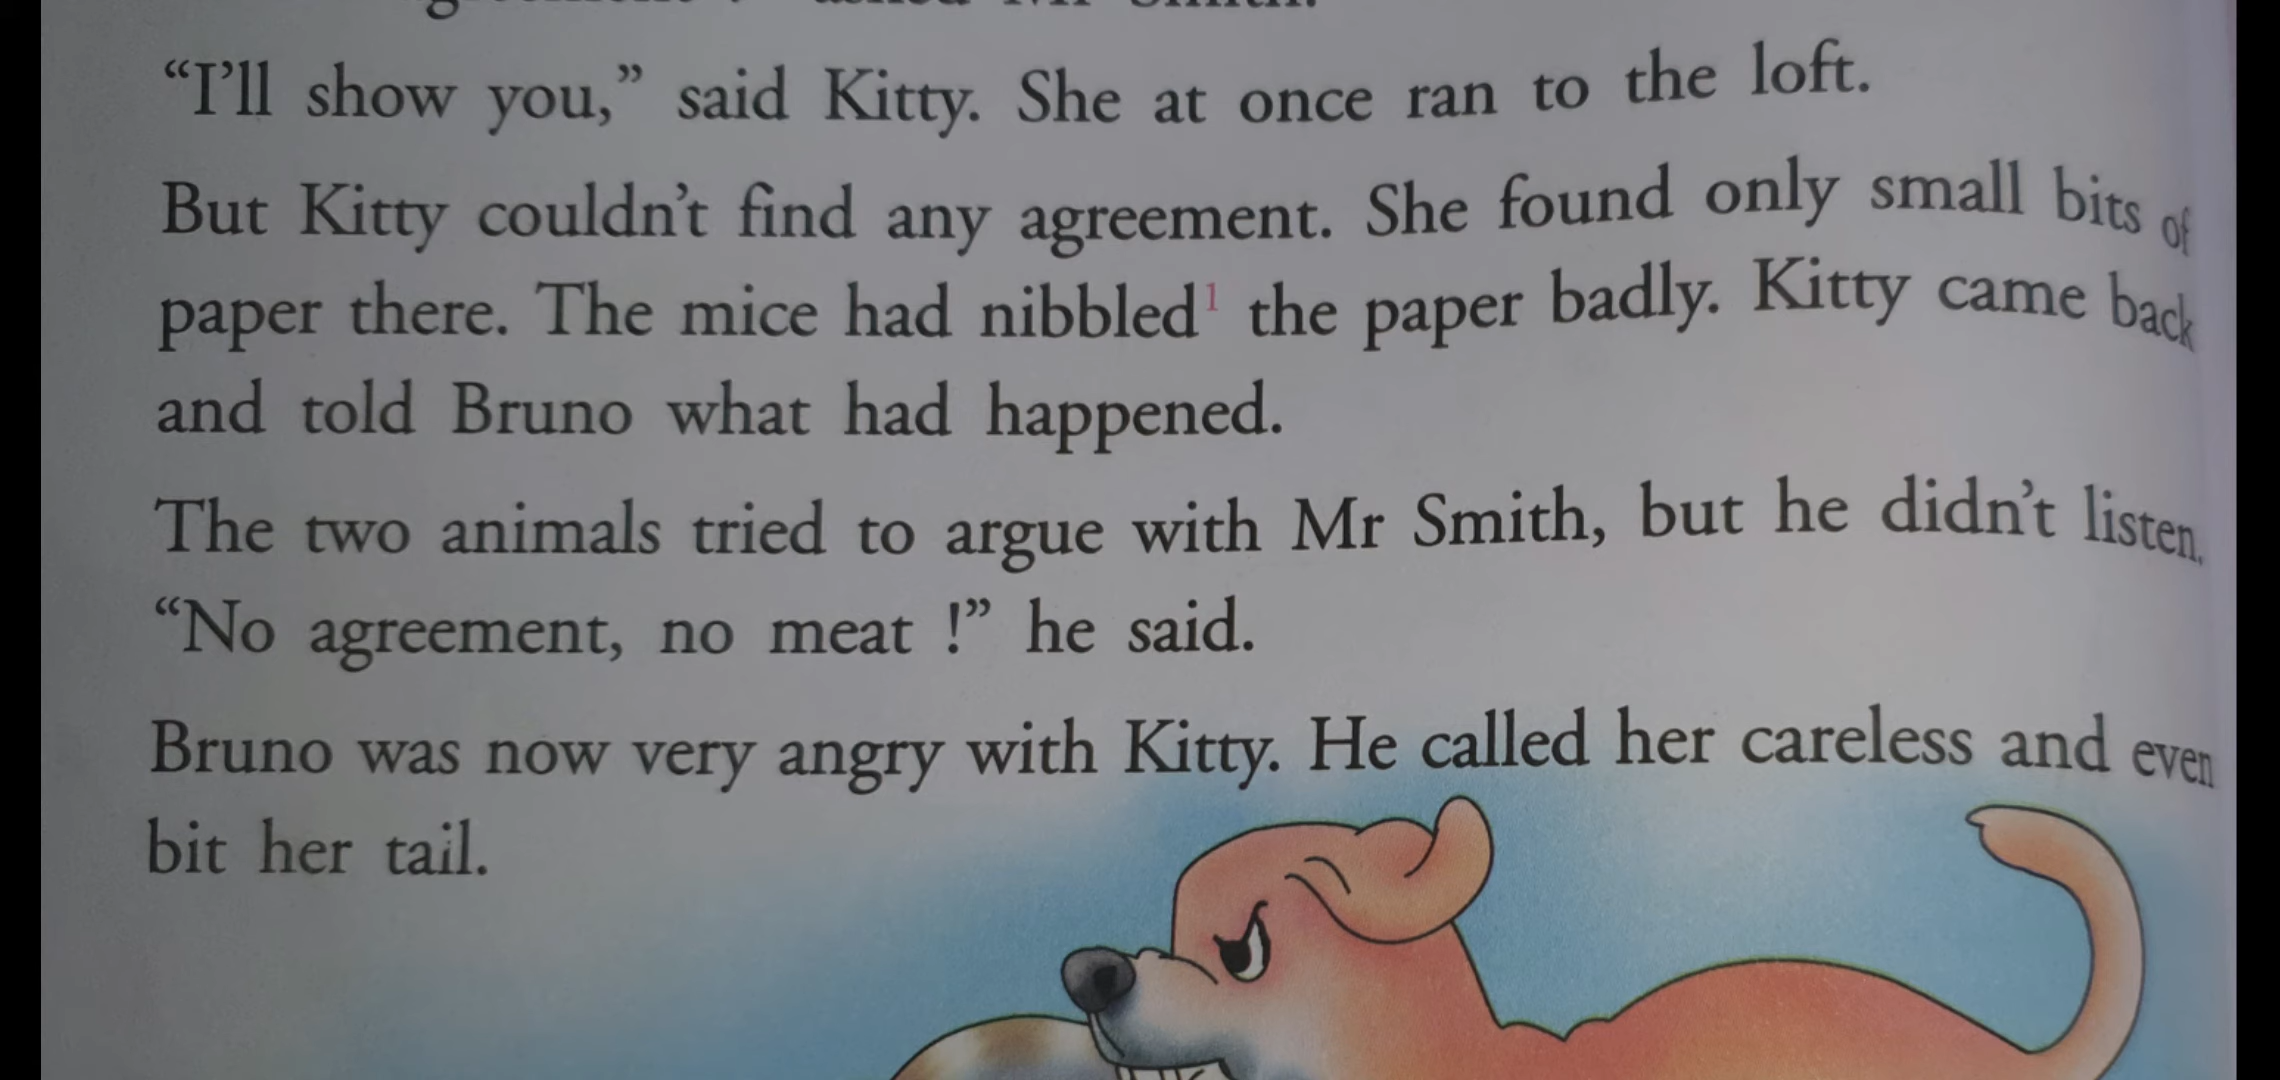 asked Mr Smith.
“I’ll show you,” said Kitty. She at once ran to the loft.
But Kitty couldn’t find any agreement. She found only small bits of
paper there. The mice had nibbled¹ the paper badly. Kitty came back
and told Bruno what had happened.
The two animals tried to argue with Mr Smith, but he didn’t listen.
“No agreement, no meat !” he said.
Bruno was now very angry with Kitty. He called her careless and even
bit her tail.